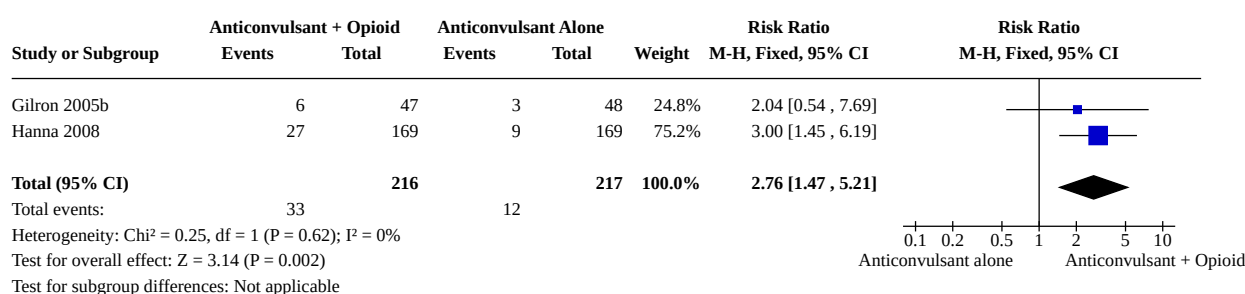 Anticonvulsant + Opioid Anticonvulsant Alone Risk Ratio Risk Ratio
Study or Subgroup Events Total Events Total Weight M-H, Fixed, 95% CI M-H, Fixed, 95% CI
Gilron 2005b 6 47 3 48 24.8% 2.04 [0.54 , 7.69]
Hanna 2008 27 169 9 169 75.2% 3.00 [1.45 , 6.19]
Total (95% CI) 216 217 100.0% 2.76 [1.47 , 5.21]
Total events: 33 12
Heterogeneity: Chi² = 0.25, df = 1 (P = 0.62); I² = 0% 0.1 0.2 0.5 1 2 5 10
Test for overall effect: Z = 3.14 (P = 0.002) Anticonvulsant alone Anticonvulsant + Opioid
Test for subgroup differences: Not applicable